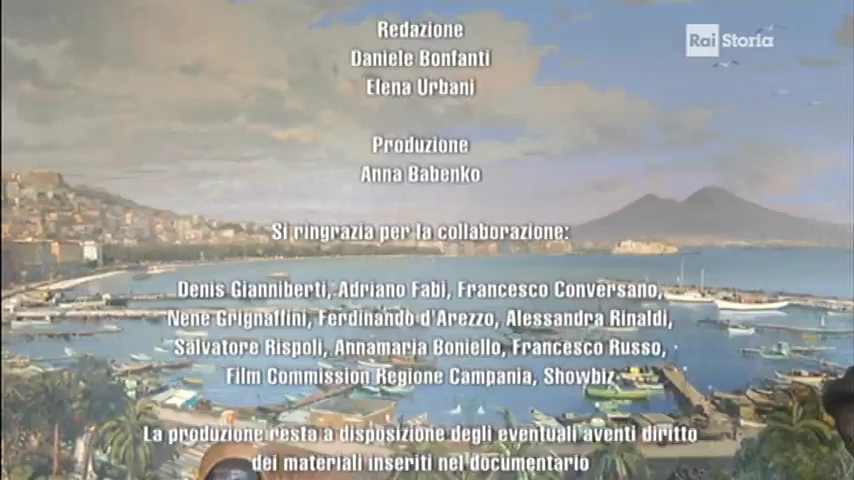 Rai Storia
Redazione
Daniele Bonfanti
Elena Urbani
Produzione
Anna Babenko
Si ringrazia per la collaborazione:
Denis Gianniberti, Adriano Fabi, Francesco Conversano,
Nene Grignaffini, Ferdinando d'Arezzo, Alessandra Rinaldi,
Salvatore Rispoli, Annamaria Boniello, Francesco Russo,
Film Commission Regione Campania, Showbiz
La produzione resta a disposizione degli eventuali aventi diritto
dei materiali inseriti nel documentario